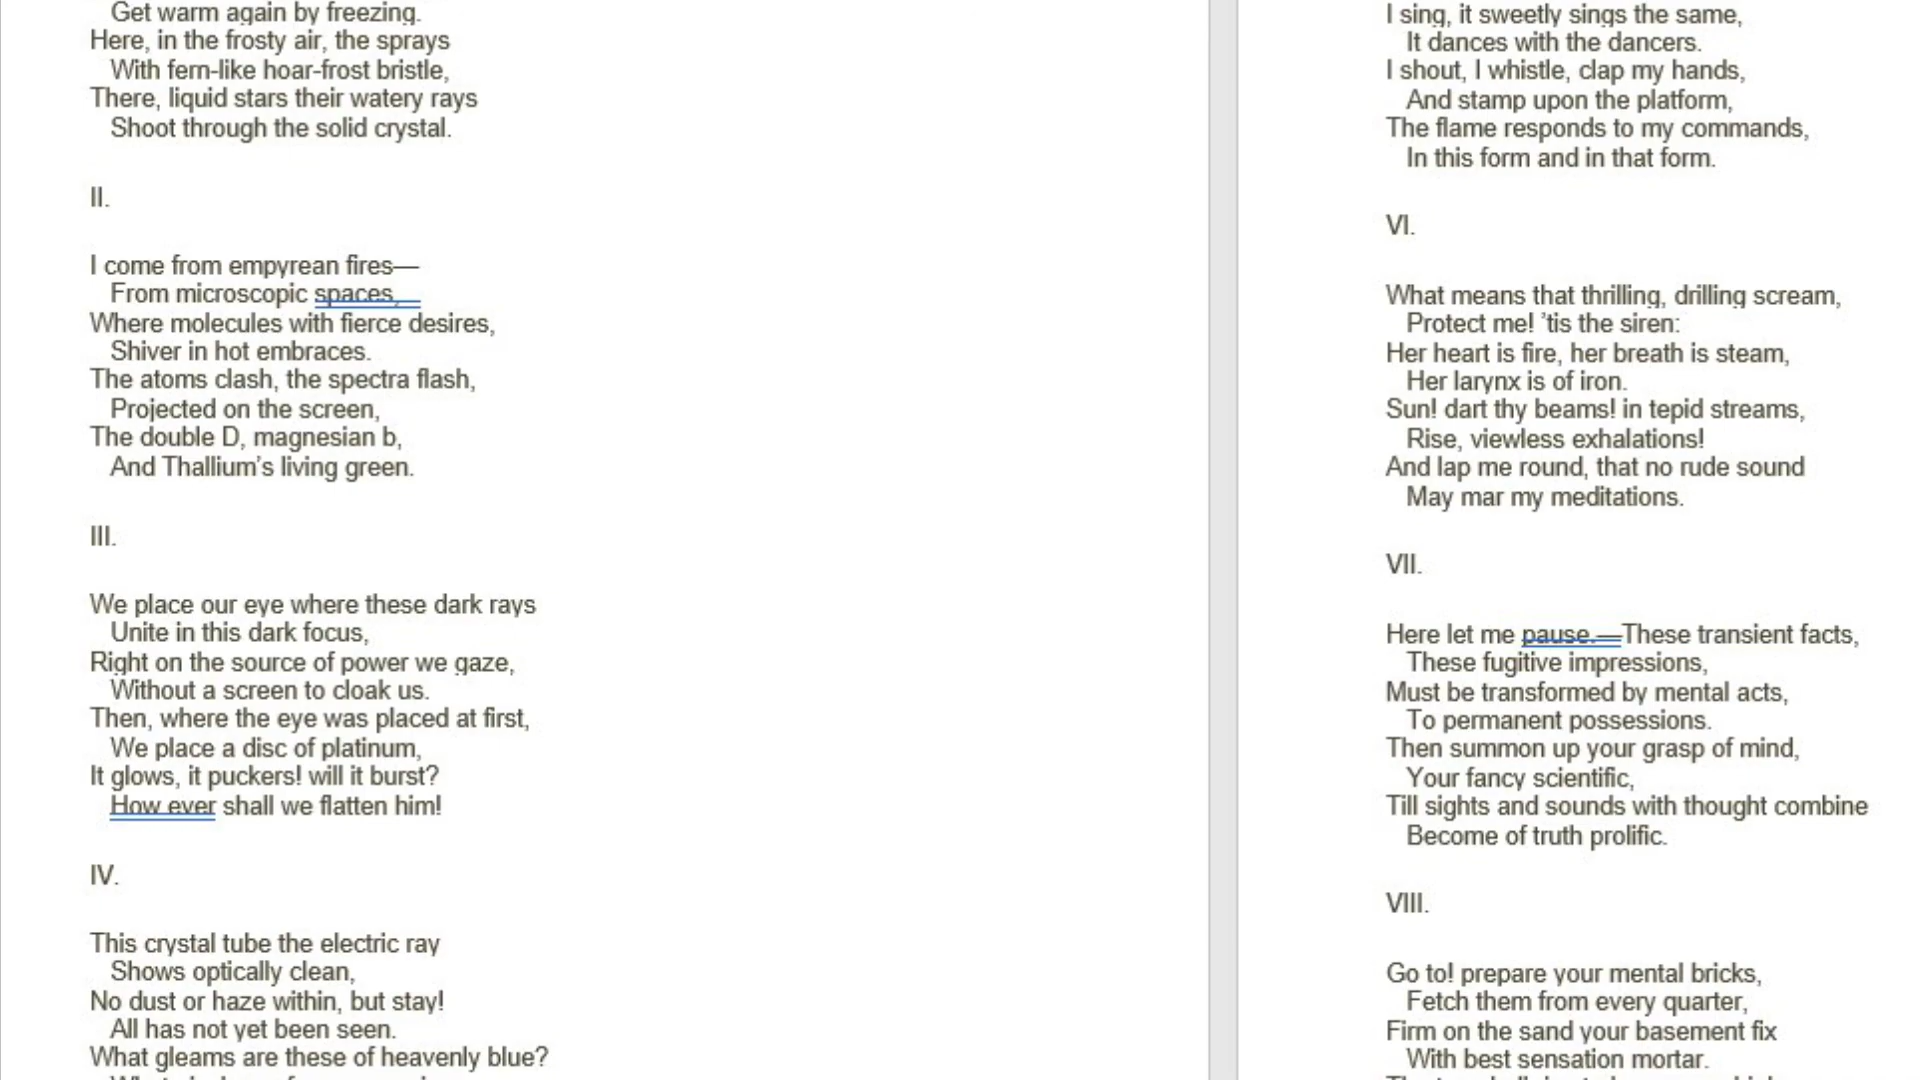 Get warm again by freezing.
Here, in the frosty air, the sprays
With fern-like hoar-frost bristle,
There, liquid stars their watery rays
Shoot through the solid crystal.
II.
I come from empyrean fires—
From microscopic spaces,
Where molecules with fierce desires,
Shiver in hot embraces.
The atoms clash, the spectra flash,
Projected on the screen,
The double D, magnesian b,
And Thallium’s living green.
III.
We place our eye where these dark rays
Unite in this dark focus,
Right on the source of power we gaze,
Without a screen to cloak us.
Then, where the eye was placed at first,
We place a disc of platinum,
It glows, it puckers! will it burst?
How ever shall we flatten him!
IV.
This crystal tube the electric ray
Shows optically clean,
No dust or haze within, but stay!
All has not yet been seen.
What gleams are these of heavenly blue?
I sing, it sweetly sings the same,
It dances with the dancers.
I shout, I whistle, clap my hands,
And stamp upon the platform,
The flame responds to my commands,
In this form and in that form.
VI.
What means that thrilling, drilling scream,
Protect me! ’tis the siren:
Her heart is fire, her breath is steam,
Her larynx is of iron.
Sun! dart thy beams! in tepid streams,
Rise, viewless exhalations!
And lap me round, that no rude sound
May mar my meditations.
VII.
Here let me pause.—These transient facts,
These fugitive impressions,
Must be transformed by mental acts,
To permanent possessions.
Then summon up your grasp of mind,
Your fancy scientific,
Till sights and sounds with thought combine
Become of truth prolific.
VIII.
Go to! prepare your mental bricks,
Fetch them from every quarter,
Firm on the sand your basement fix
With best sensation mortar.